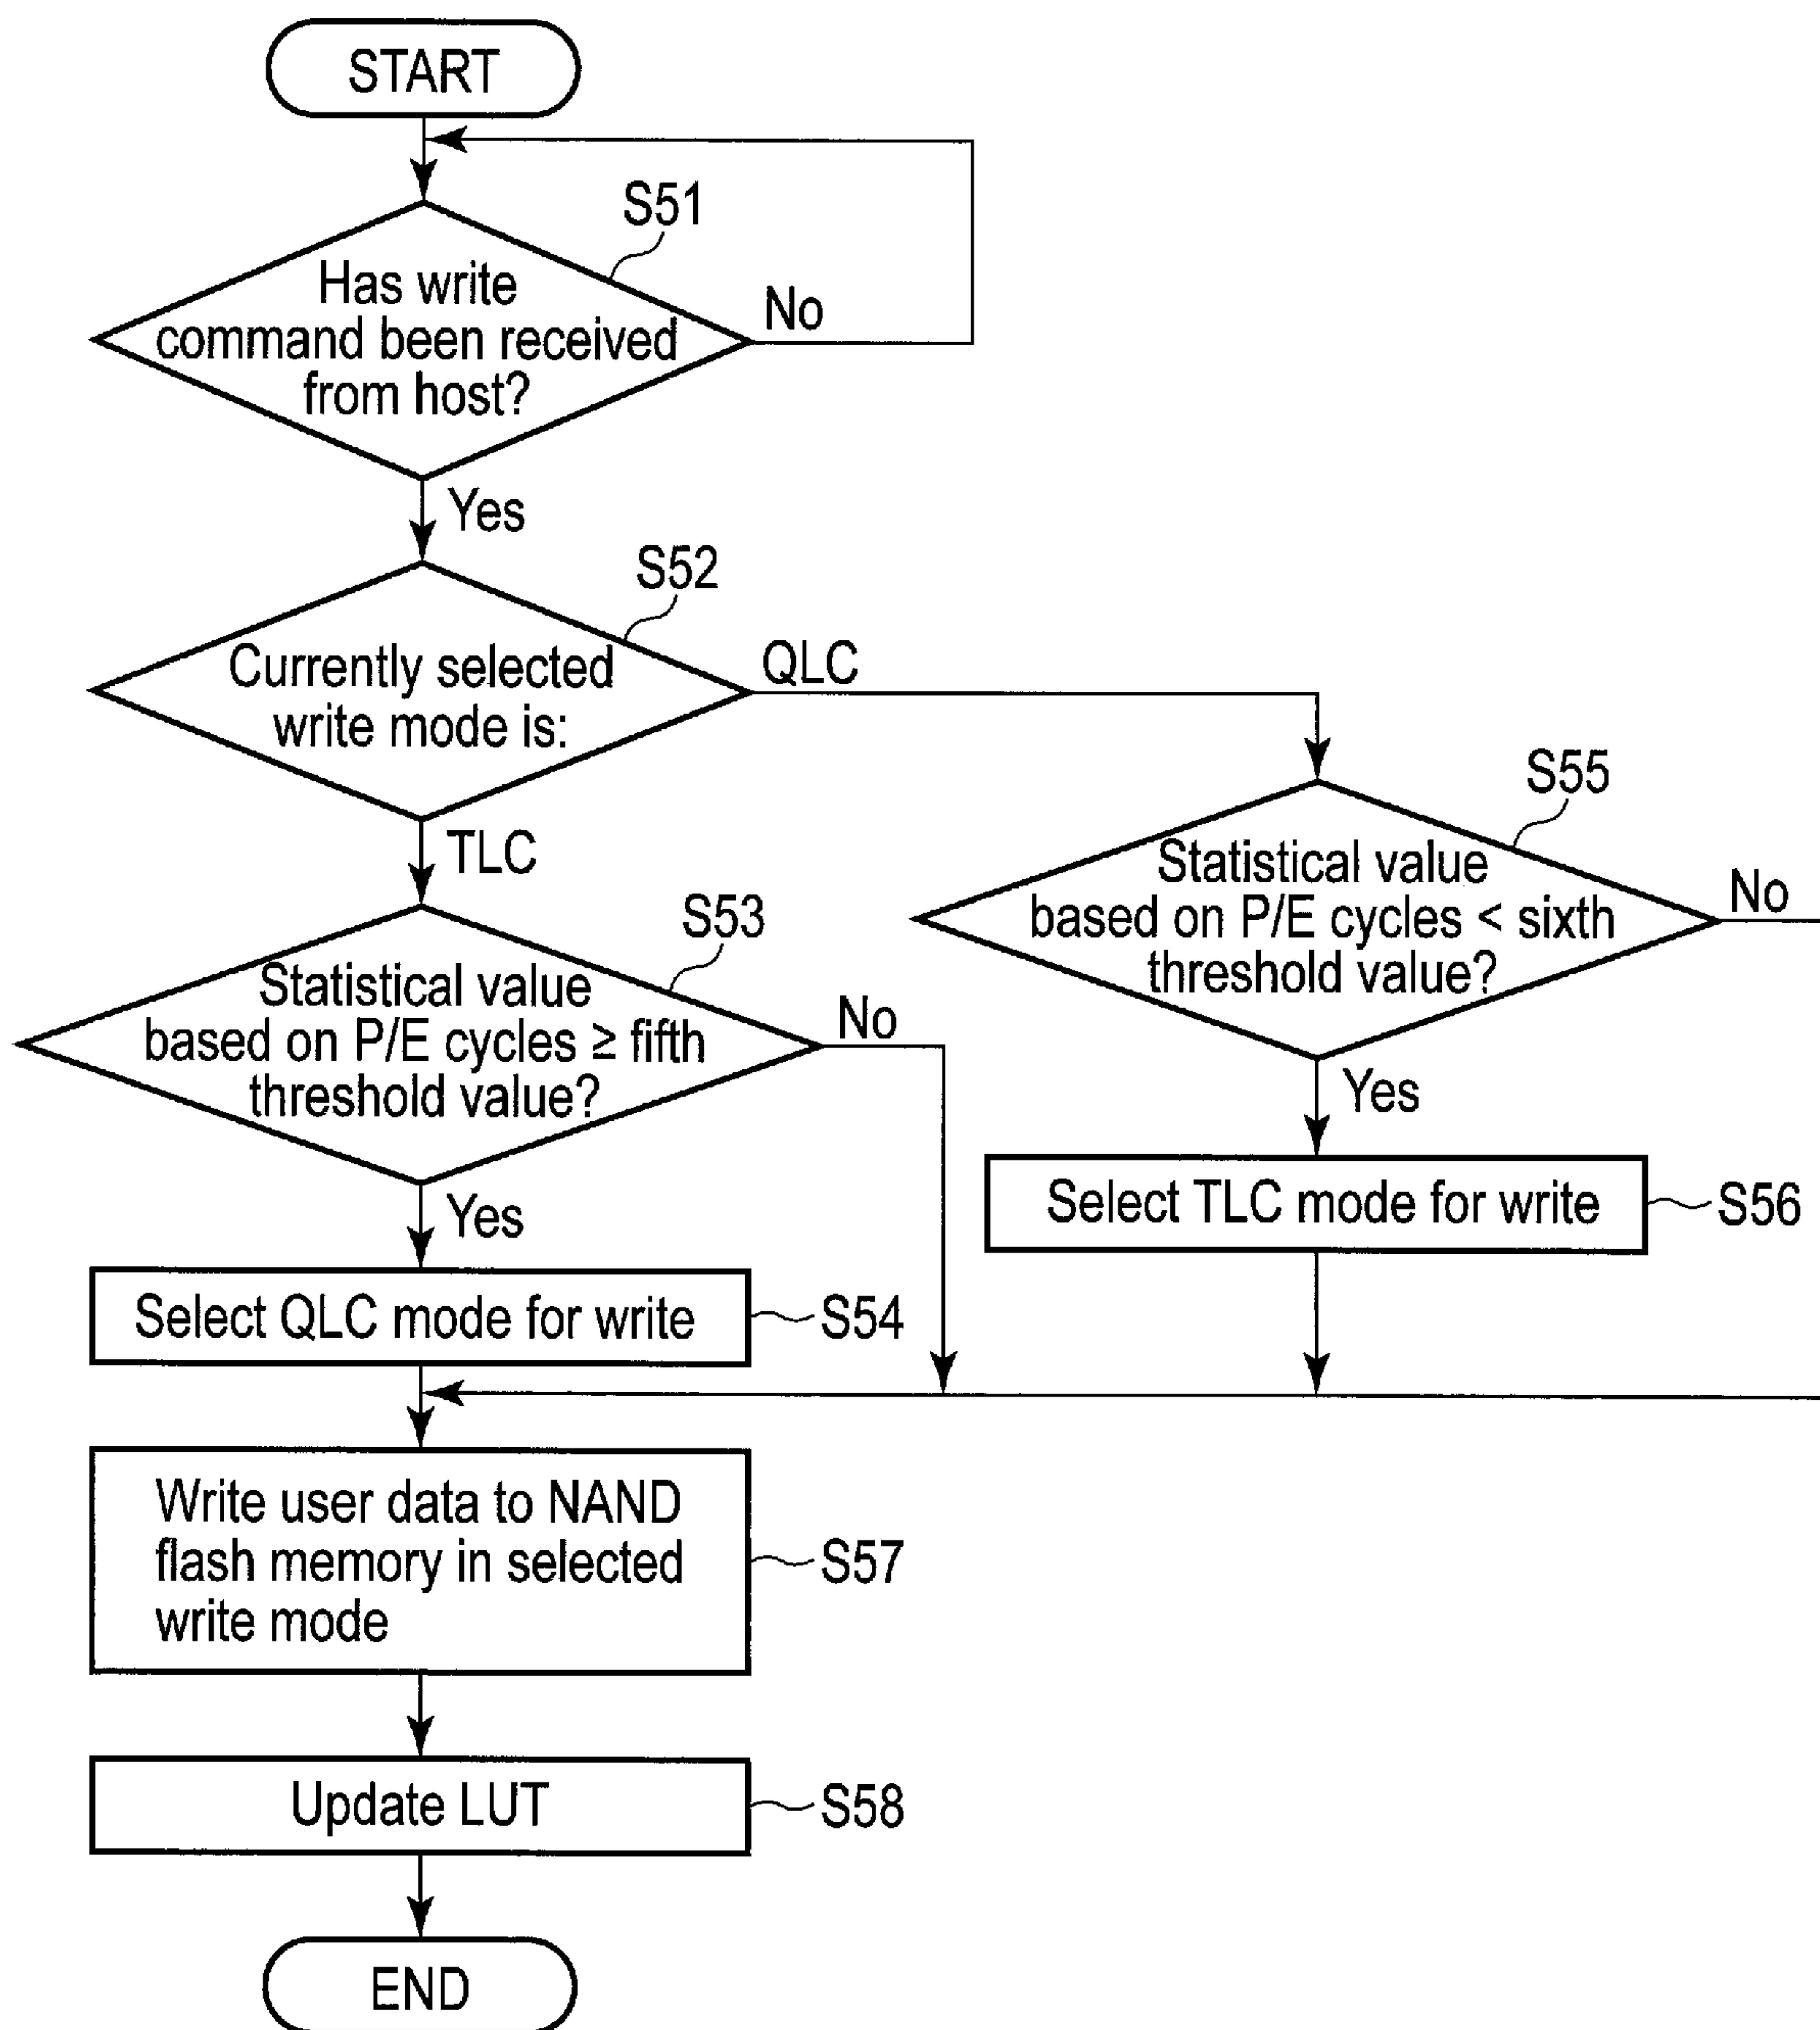 START
S51
Has write
command been received
from host?
No
Yes
S52
Currently selected
write mode is:
QLC
TLC
S55
Statistical value
based on P/E cycles < sixth
threshold value?
No
Yes
S53
Statistical value
based on P/E cycles ≥ fifth
threshold value?
No
Yes
Select TLC mode for write
S56
Select QLC mode for write
S54
Write user data to NAND
flash memory in selected
write mode
S57
Update LUT
S58
END